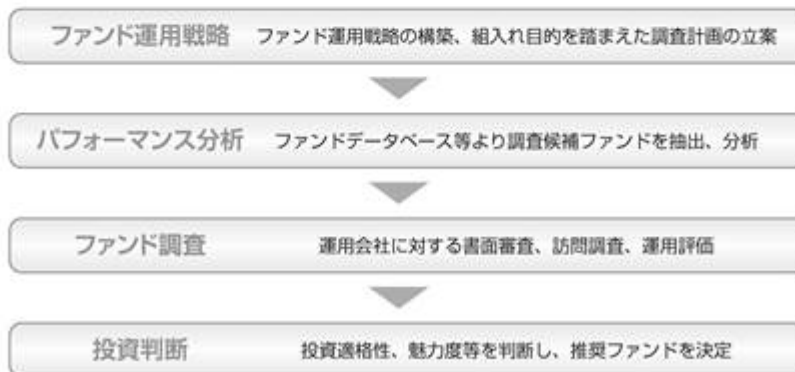 ファンド運用戦略 ファンド運用戦略の構築、組入れ目的を踏まえた調査計画の立案
パフォーマンス分析 ファンドデータベース等より調査候補ファンドを抽出、分析
ファンド調査 運用会社に対する書面審査、訪問調査、運用評価
投資判断 投資適格性、魅力度等を判断し、推奨ファンドを決定